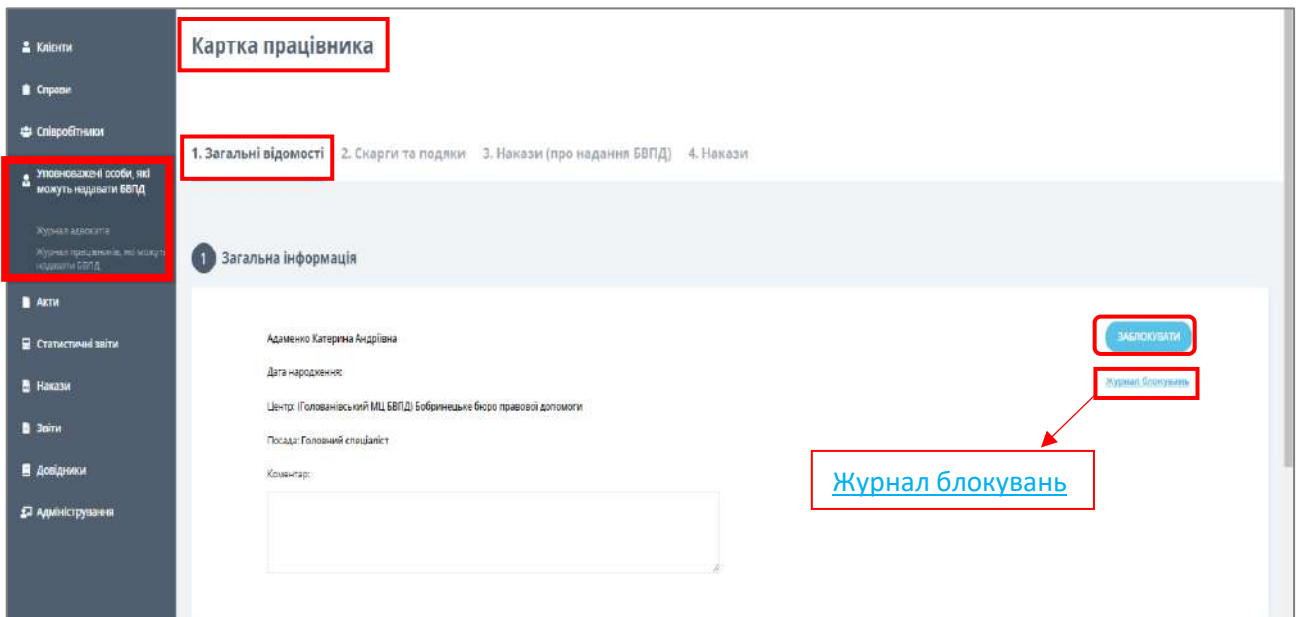 Картка працівника
Клієнти
Справи
Співробітники
Уповноважені особи, які
можуть надавати БВПД
Журнал адвокатів
Журнал працівників, які можуть
надавати БВПД
Акти
Статистичні звіти
Накази
Звіти
Довідники
Адміністрування
1. Загальні відомості 2. Скарги та подяки 3. Накази (про надання БВПД) 4. Накази
1 Загальна інформація
Адаменко Катерина Андріївна
Дата народження:
Центр: (Голованівський МЦ БВПД) Бобринецьке бюро правової допомоги
Посада: Головний спеціаліст
Коментар:
ЗАБЛОКУВАТИ
Журнал блокувань
Журнал блокувань